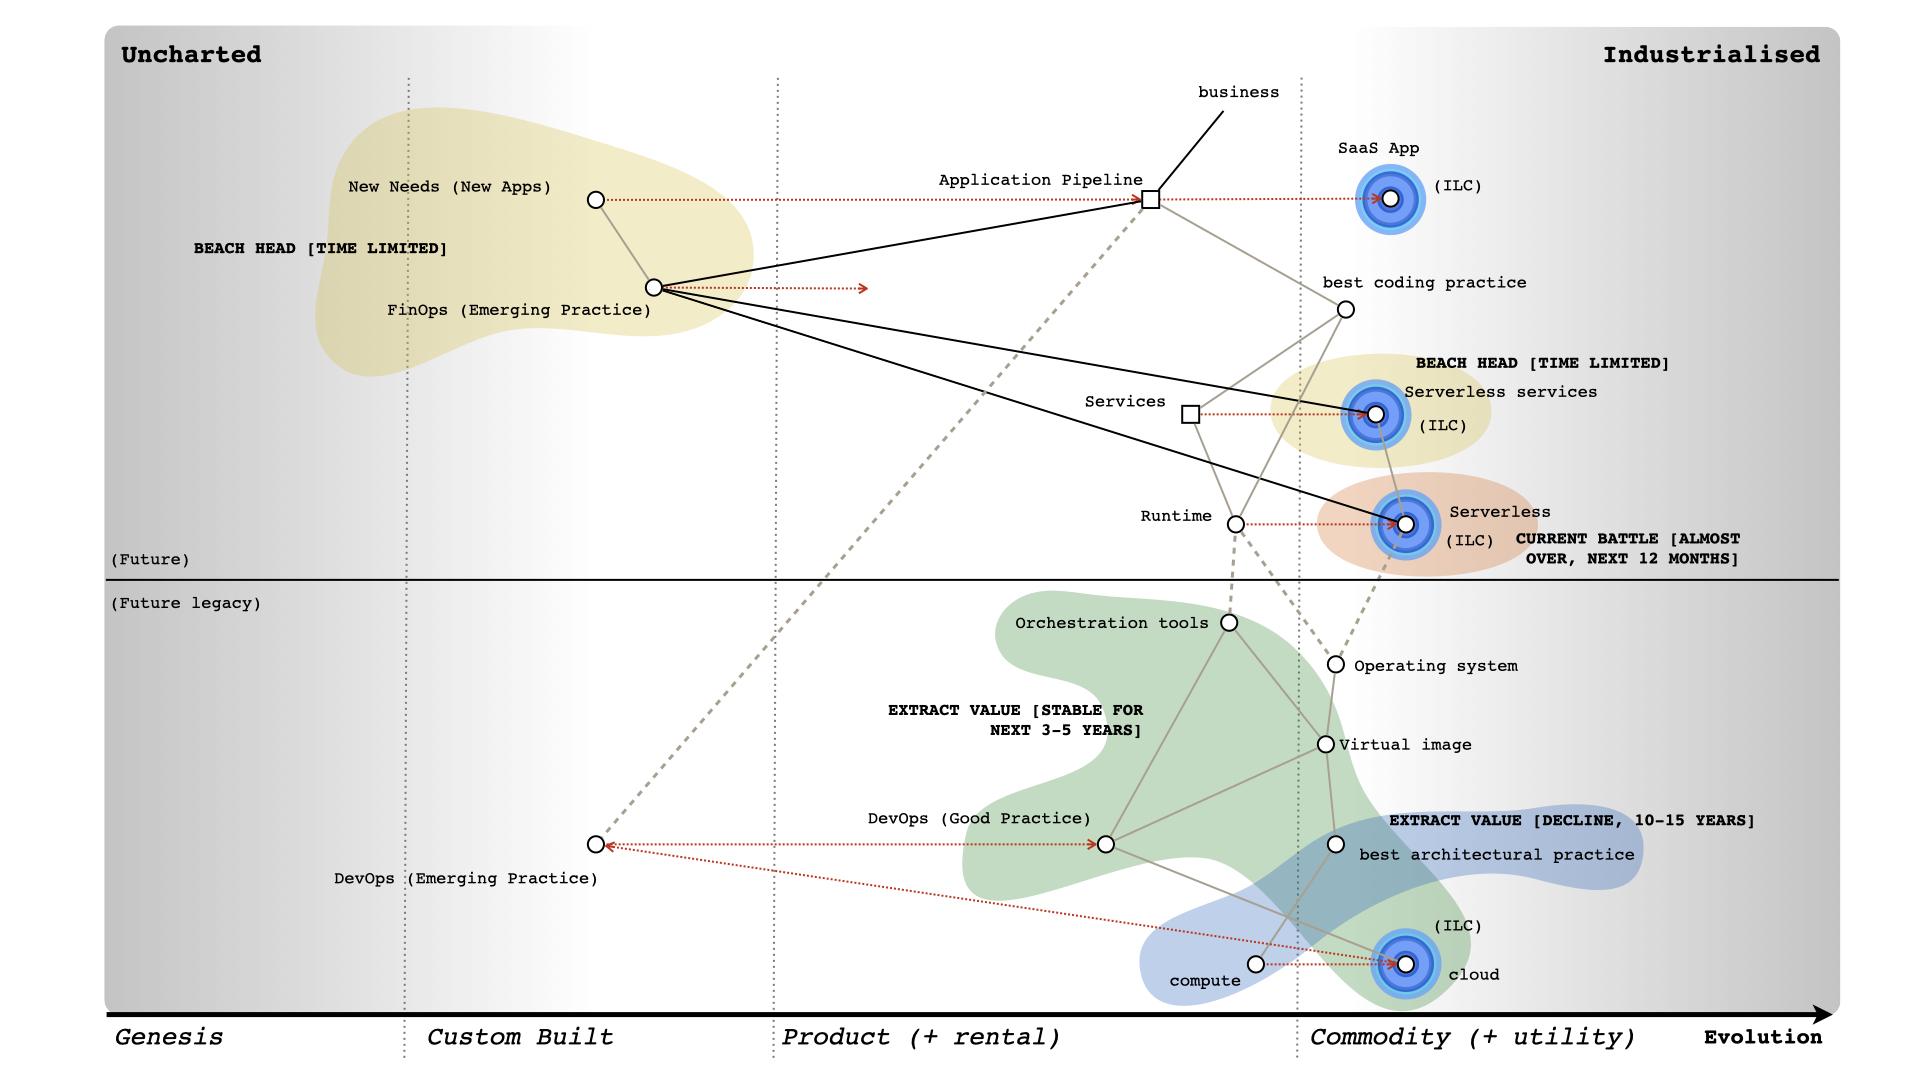 Uncharted
Industrialised
business
SaaS App
Application Pipeline
(ILC)
New Needs (New Apps)
BEACH HEAD [TIME LIMITED]
best coding practice
FinOps (Emerging Practice)
BEACH HEAD [TIME LIMITED]
Serverless services
Services
(ILC)
Runtime
Serverless
(ILC)
CURRENT BATTLE [ALMOST
OVER, NEXT 12 MONTHS]
(Future)
(Future legacy)
Orchestration tools
Operating system
EXTRACT VALUE [STABLE FOR
NEXT 3-5 YEARS]
Virtual image
DevOps (Good Practice)
EXTRACT VALUE [DECLINE, 10-15 YEARS]
best architectural practice
DevOps (Emerging Practice)
(ILC)
cloud
compute
Genesis
Custom Built
Product (+ rental)
Commodity (+ utility)
Evolution